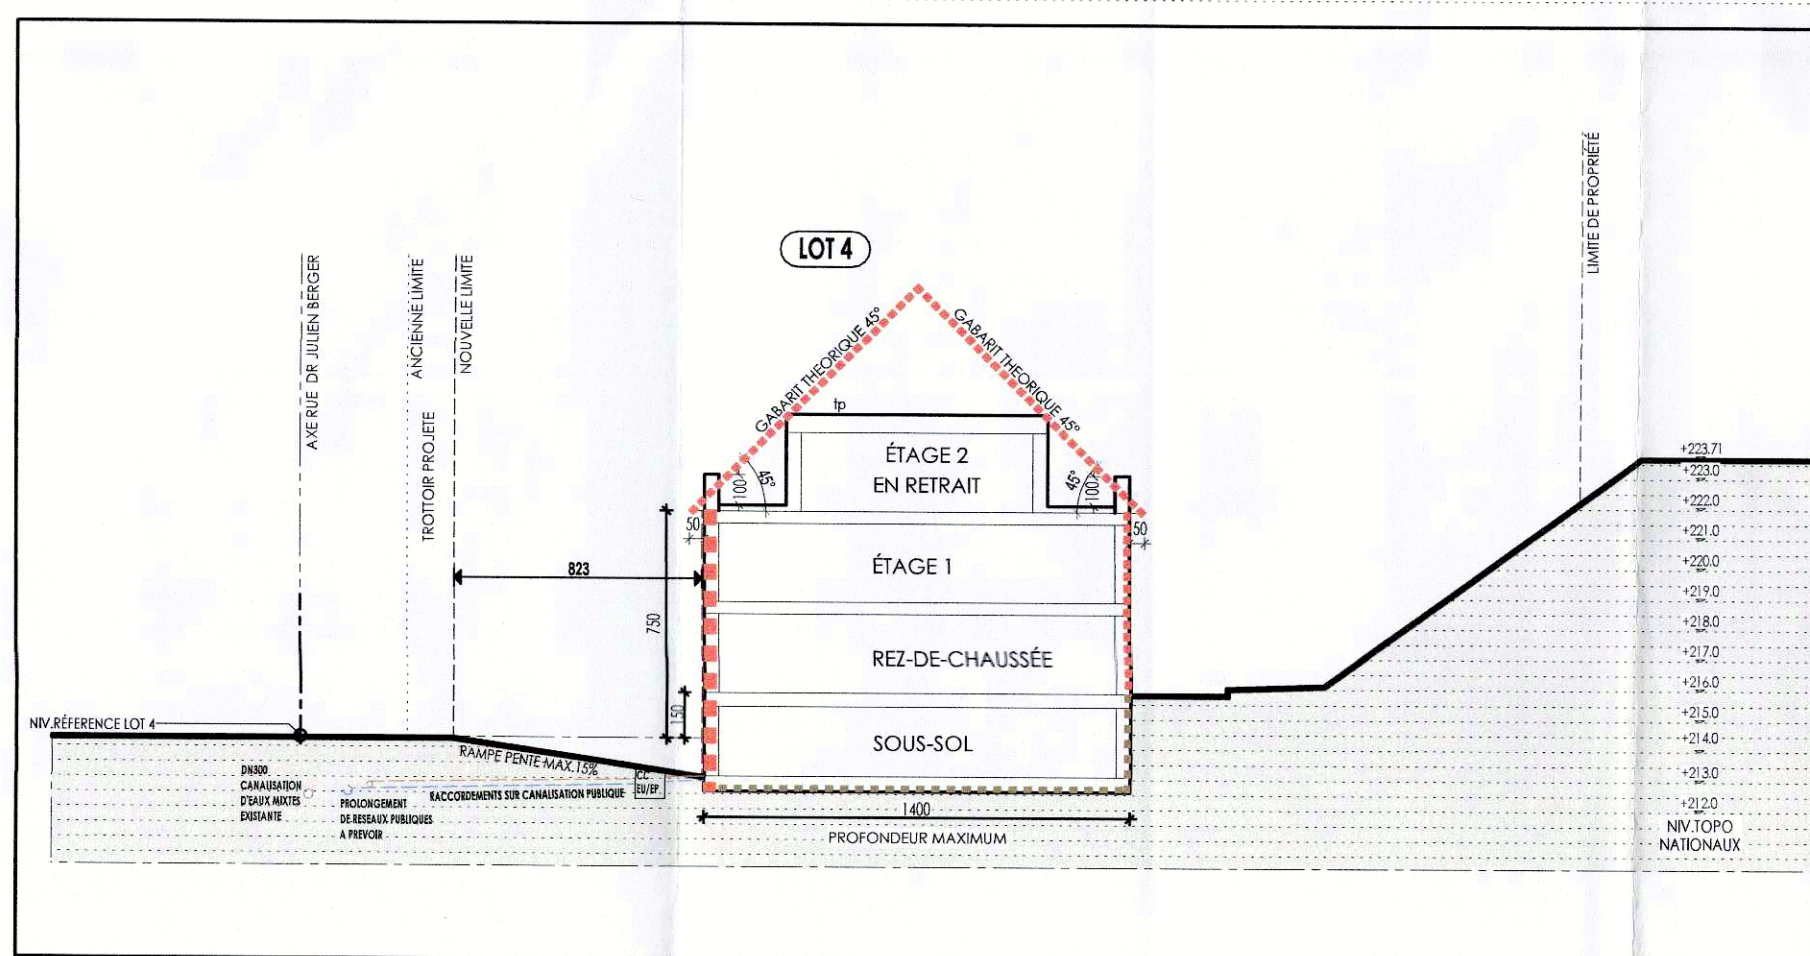 LOT 4
AXE RUE DR JULIEN BERGER
ANCIENNE LIMITE
NOUVELLE LIMITE
TROTTOIR PROJETE
LIMITE DE PROPRIÉTÉ
GABARIT THEORIQUE 45°
GABARIT THEORIQUE 45°
tp
ÉTAGE 2
EN RETRAIT
100
45°
45°
100
50
50
ÉTAGE 1
823
750
REZ-DE-CHAUSSÉE
150
SOUS-SOL
NIV.RÉFERENCE LOT 4
RAMPE PENTE MAX.15%
CC
EU/EP
DN300
CANALISATION
D'EAUX MIXTES
EXISTANTE
PROLONGEMENT
DE RESEAUX PUBLIQUES
A PREVOIR
RACCORDEMENTS SUR CANALISATION PUBLIQUE
1400
PROFONDEUR MAXIMUM
+223.71
+223.0
+222.0
+221.0
+220.0
+219.0
+218.0
+217.0
+216.0
+215.0
+214.0
+213.0
+212.0
NIV.TOPO
NATIONAUX